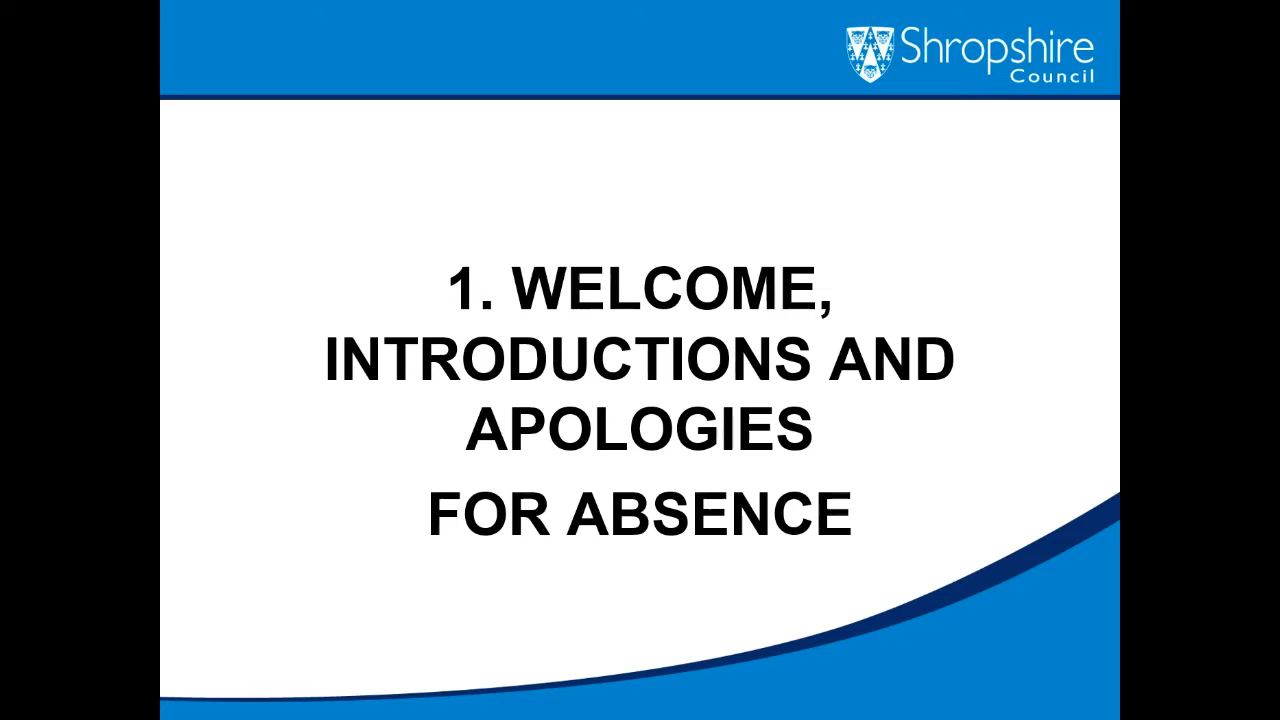 Shropshire
Council
1. WELCOME,
INTRODUCTIONS AND
APOLOGIES
FOR ABSENCE